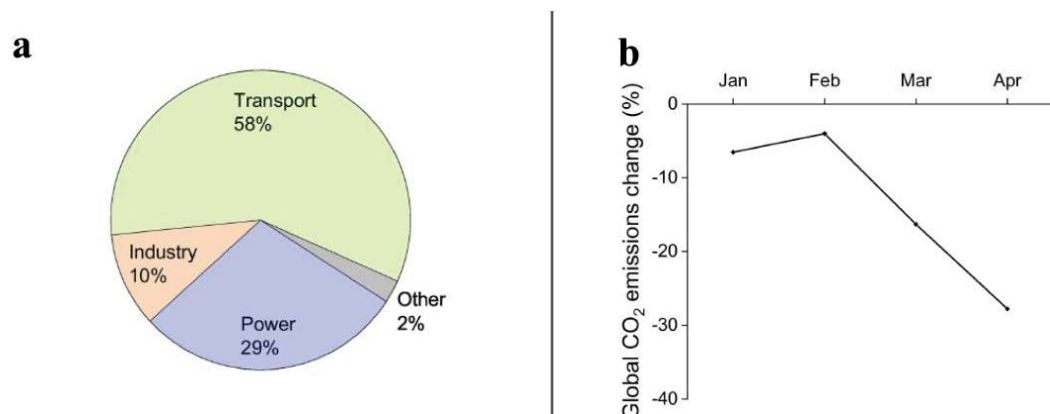 a
Transport
58%
Industry
10%
Power
29%
Other
2%
b
Global CO₂ emissions change (%)
Jan Feb Mar Apr
0
-10
-20
-30
-40